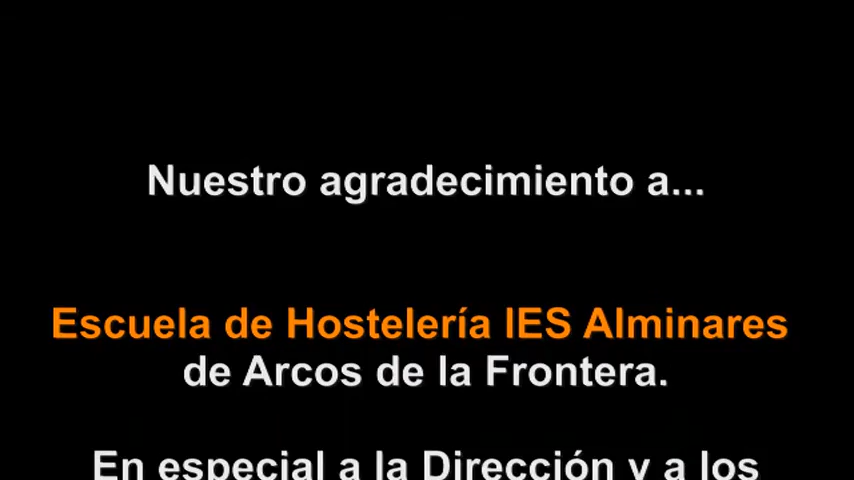 Nuestro agradecimiento a...
Escuela de Hostelería IES Alminares
de Arcos de la Frontera.
En especial a la Dirección y a los